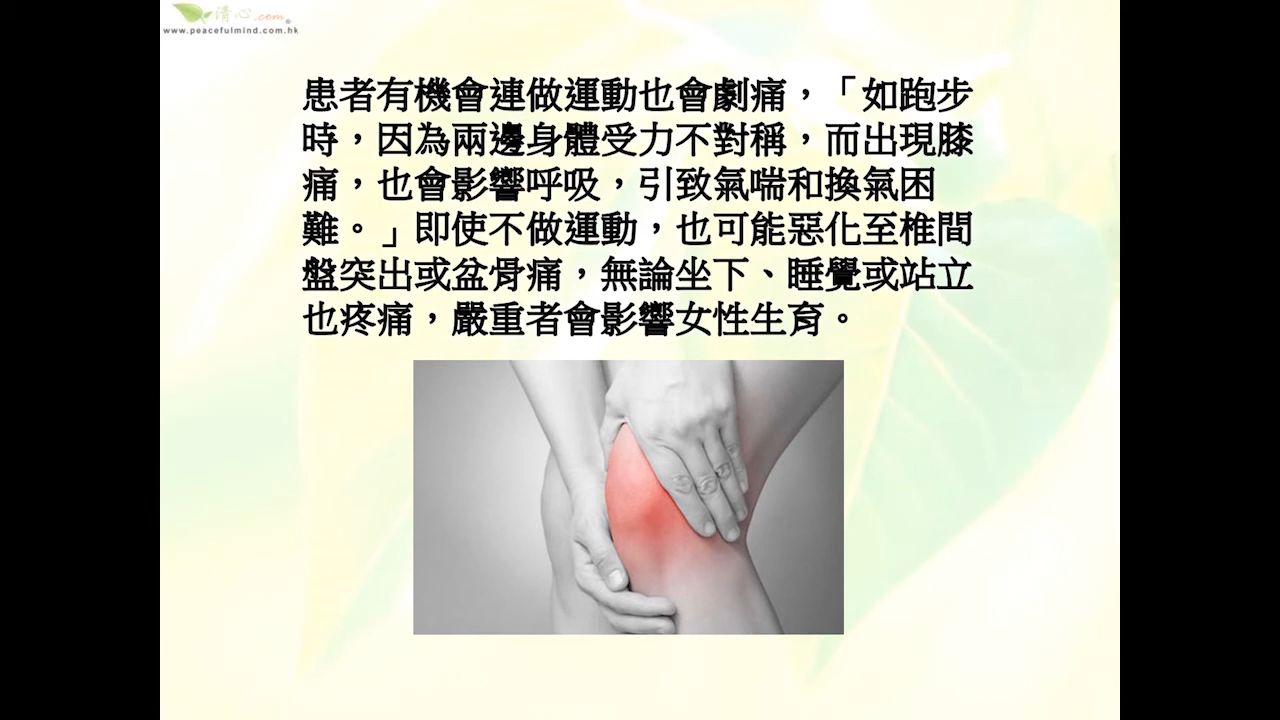 清心.com
www.peacefulmind.com.hk
患者有機會連做運動也會劇痛，「如跑步
時，因為兩邊身體受力不對稱，而出現膝
痛，也會影響呼吸，引致氣喘和換氣困
難。」即使不做運動，也可能惡化至椎間
盤突出或盆骨痛，無論坐下、睡覺或站立
也疼痛，嚴重者會影響女性生育。